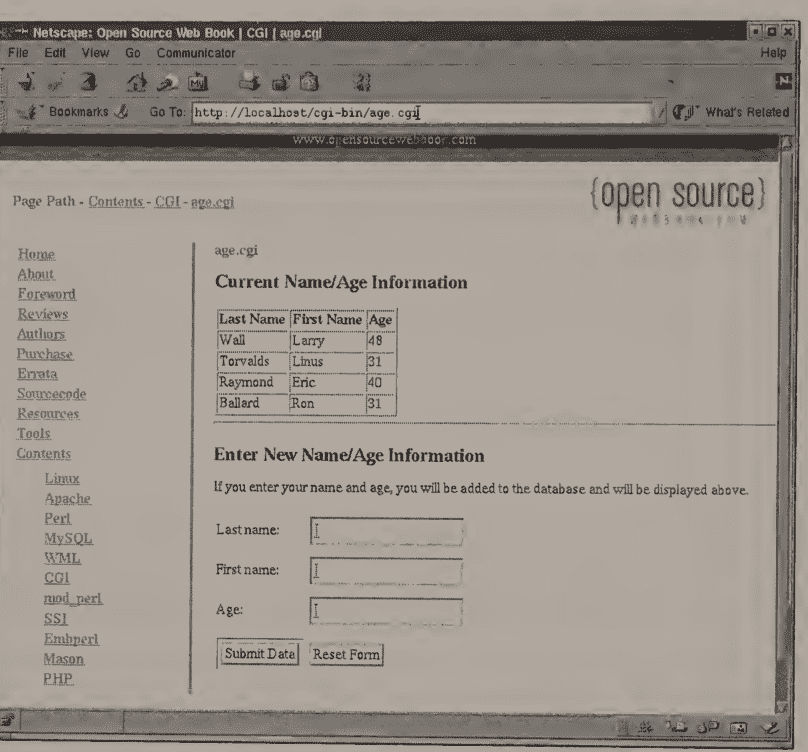 Netscape: Open Source Web Book | CGI | age.cgi
File Edit View Go Communicator Help
My
N
Bookmarks Go To: http://localhost/cgi-bin/age.cgi What's Related
www.opensourcewebbook.com
Page Path - Contents - CGI - age.cgi
{open source}
Home
About
Foreword
Reviews
Authors
Purchase
Errata
Sourcecode
Resources
Tools
Contents
Linux
Apache
Perl
MySQL
WML
CGI
mod_perl
SSI
Embperl
Mason
PHP
age.cgi
Current Name/Age Information
Last Name First Name Age
Wall Larry 48
Torvalds Linus 31
Raymond Eric 40
Ballard Ron 31
Enter New Name/Age Information
If you enter your name and age, you will be added to the database and will be displayed above.
Last name:
First name:
Age:
Submit Data Reset Form